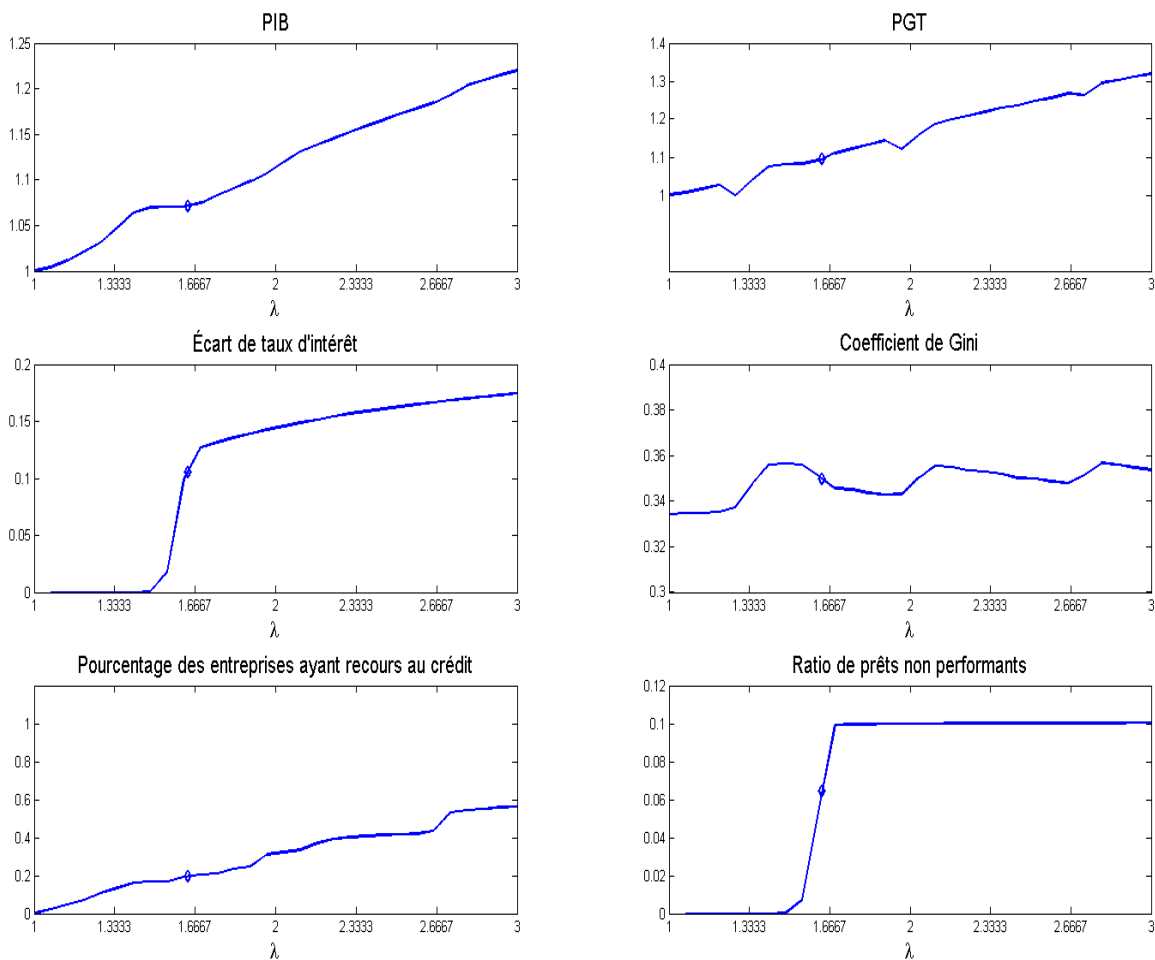 PIB
1.25
1.2
1.15
1.1
1.05
1
1 1.3333 1.6667 2 2.3333 2.6667 3
λ
PGT
1.4
1.3
1.2
1.1
1
1 1.3333 1.6667 2 2.3333 2.6667 3
λ
Écart de taux d'intérêt
0.2
0.15
0.1
0.05
0
1 1.3333 1.6667 2 2.3333 2.6667 3
λ
Coefficient de Gini
0.4
0.38
0.36
0.34
0.32
0.3
1 1.3333 1.6667 2 2.3333 2.6667 3
λ
Pourcentage des entreprises ayant recours au crédit
1
0.8
0.6
0.4
0.2
0
1 1.3333 1.6667 2 2.3333 2.6667 3
λ
Ratio de prêts non performants
0.12
0.1
0.08
0.06
0.04
0.02
0
1 1.3333 1.6667 2 2.3333 2.6667 3
λ